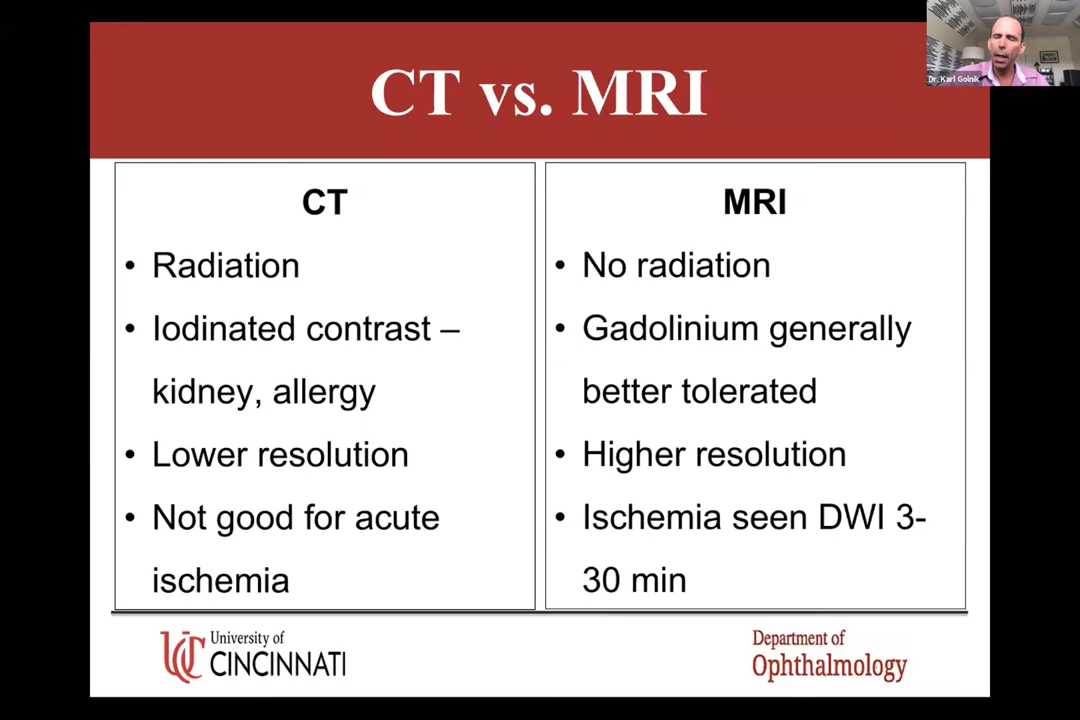 CT vs. MRI
Dr. Karl Golnik
CT
• Radiation
• Iodinated contrast –
kidney, allergy
• Lower resolution
• Not good for acute
ischemia
MRI
• No radiation
• Gadolinium generally
better tolerated
• Higher resolution
• Ischemia seen DWI 3-
30 min
UC
University of
CINCINNATI
Department of
Ophthalmology